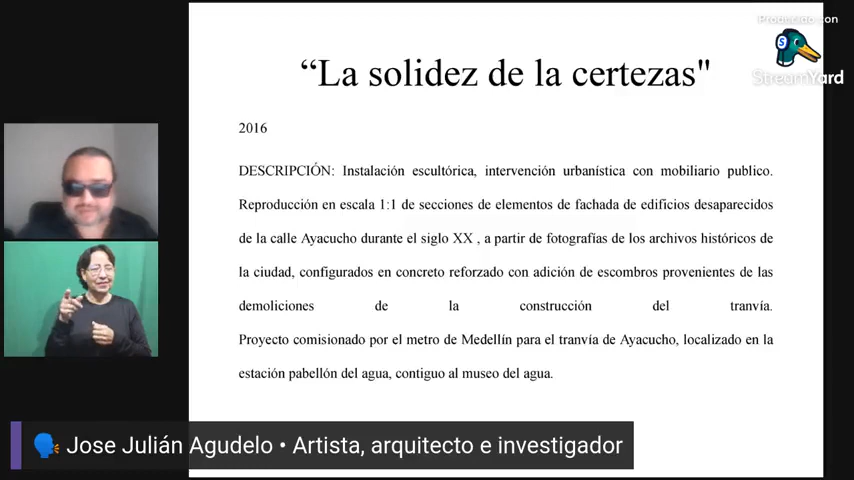 Producido con
StreamYard
“La solidez de la certezas"
2016
DESCRIPCIÓN: Instalación escultórica, intervención urbanística con mobiliario publico.
Reproducción en escala 1:1 de secciones de elementos de fachada de edificios desaparecidos
de la calle Ayacucho durante el siglo XX , a partir de fotografías de los archivos históricos de
la ciudad, configurados en concreto reforzado con adición de escombros provenientes de las
demoliciones de la construcción del tranvía.
Proyecto comisionado por el metro de Medellín para el tranvía de Ayacucho, localizado en la
estación pabellón del agua, contiguo al museo del agua.
Jose Julián Agudelo • Artista, arquitecto e investigador